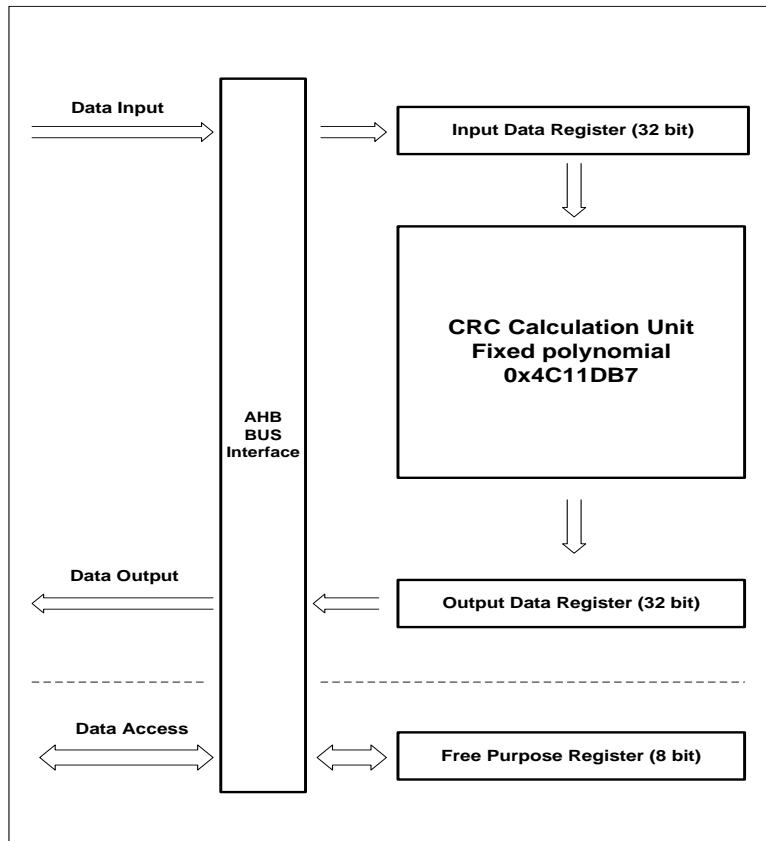 Data Input
Input Data Register (32 bit)
CRC Calculation Unit
Fixed polynomial
0x4C11DB7
AHB
BUS
Interface
Data Output
Output Data Register (32 bit)
Data Access
Free Purpose Register (8 bit)